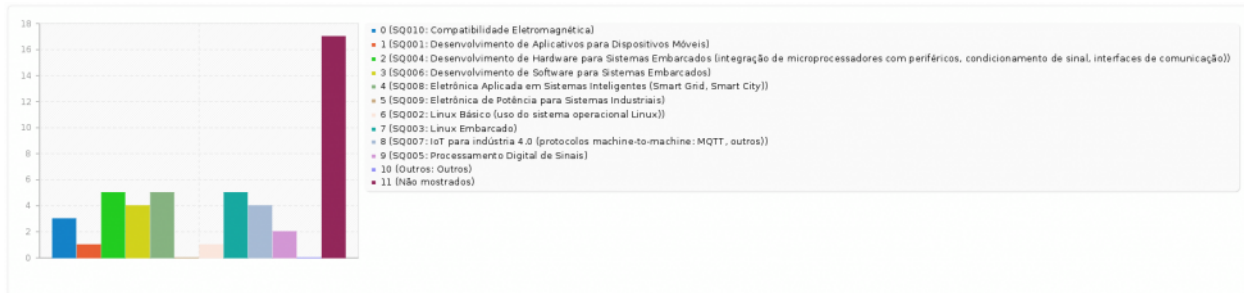 18
16
14
12
10
8
6
4
2
0
0 (SQ010: Compatibilidade Eletromagnética)
1 (SQ001: Desenvolvimento de Aplicativos para Dispositivos Móveis)
2 (SQ004: Desenvolvimento de Hardware para Sistemas Embarcados (integração de microprocessadores com periféricos, condicionamento de sinal, interfaces de comunicação))
3 (SQ006: Desenvolvimento de Software para Sistemas Embarcados)
4 (SQ008: Eletrônica Aplicada em Sistemas Inteligentes (Smart Grid, Smart City))
5 (SQ009: Eletrônica de Potência para Sistemas Industriais)
6 (SQ002: Linux Básico (uso do sistema operacional Linux))
7 (SQ003: Linux Embarcado)
8 (SQ007: IoT para indústria 4.0 (protocolos machine-to-machine: MQTT, outros))
9 (SQ005: Processamento Digital de Sinais)
10 (Outros: Outros)
11 (Não mostrados)